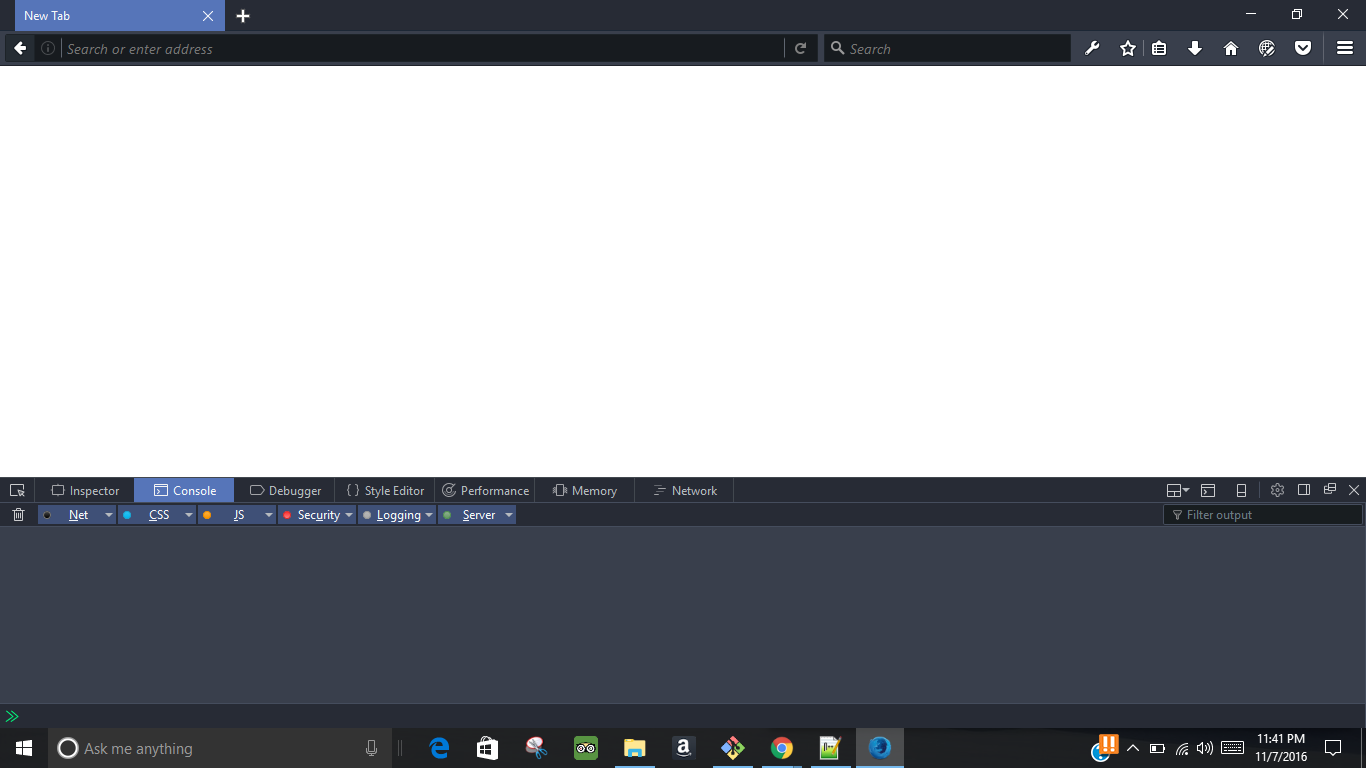 New Tab
Search or enter address
Search
Inspector Console Debugger Style Editor Performance Memory Network
Net CSS JS Security Logging Server Filter output
Ask me anything
11:41 PM
11/7/2016